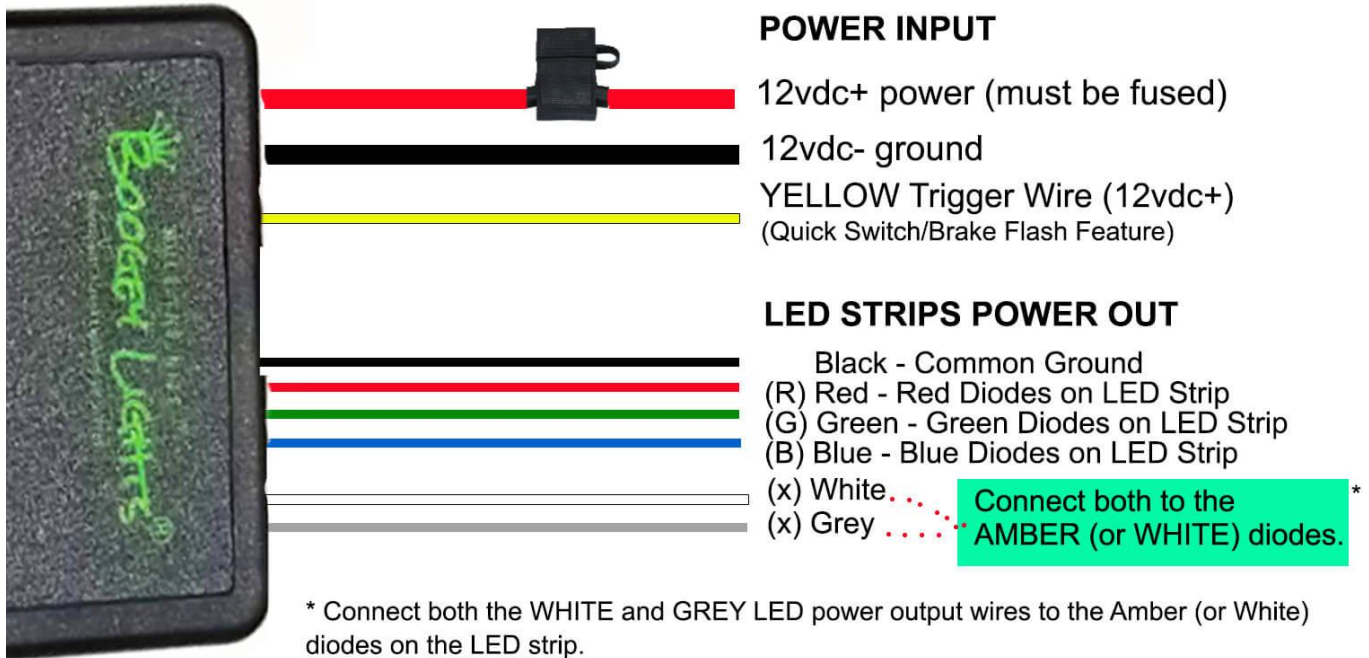 BOOGEY LIGHTS®
POWER INPUT
12vdc+ power (must be fused)
12vdc- ground
YELLOW Trigger Wire (12vdc+)
(Quick Switch/Brake Flash Feature)
LED STRIPS POWER OUT
Black - Common Ground
(R) Red - Red Diodes on LED Strip
(G) Green - Green Diodes on LED Strip
(B) Blue - Blue Diodes on LED Strip
(x) White
(x) Grey
Connect both to the *
AMBER (or WHITE) diodes.
* Connect both the WHITE and GREY LED power output wires to the Amber (or White)
diodes on the LED strip.